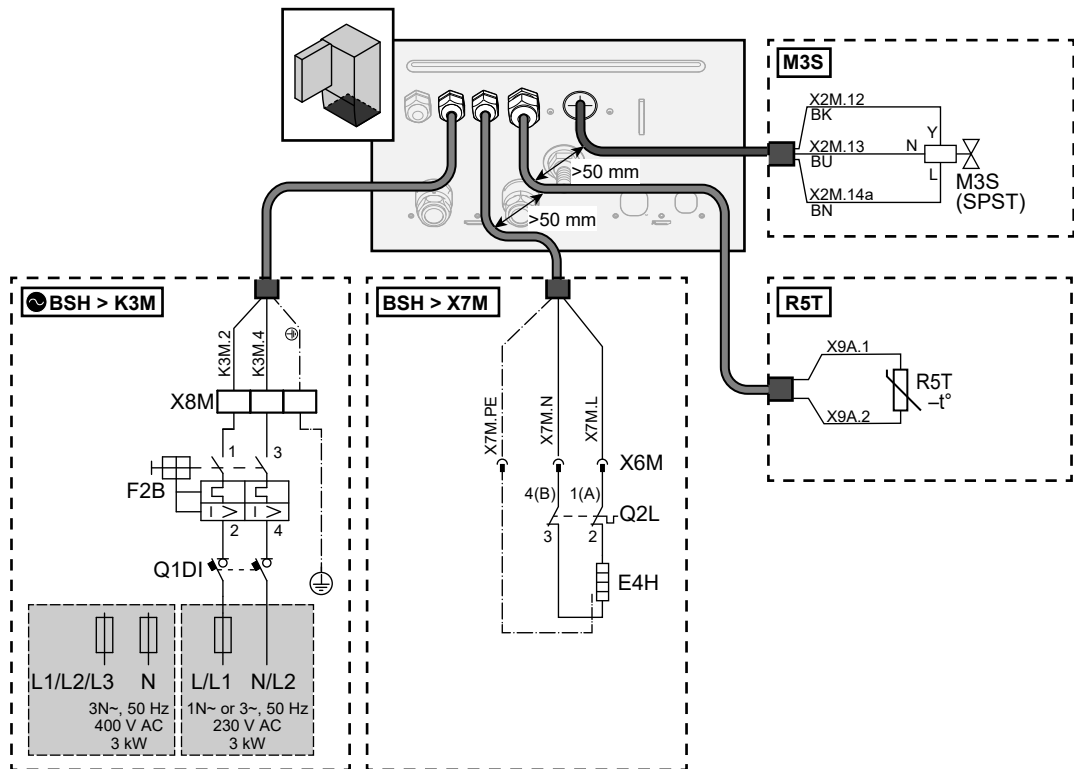 M3S
X2M.12
BK
X2M.13
BU
X2M.14a
BN
Y
N
L
M3S
(SPST)
>50 mm
>50 mm
BSH > K3M
K3M.2
K3M.4
X8M
1
3
F2B
I >
I >
2
4
Q1DI
L1/L2/L3 N
3N~, 50 Hz
400 V AC
3 kW
L/L1 N/L2
1N~ or 3~, 50 Hz
230 V AC
3 kW
BSH > X7M
X7M.PE
X7M.N
X7M.L
X6M
4(B)
1(A)
Q2L
3
2
E4H
R5T
X9A.1
R5T
–t°
X9A.2